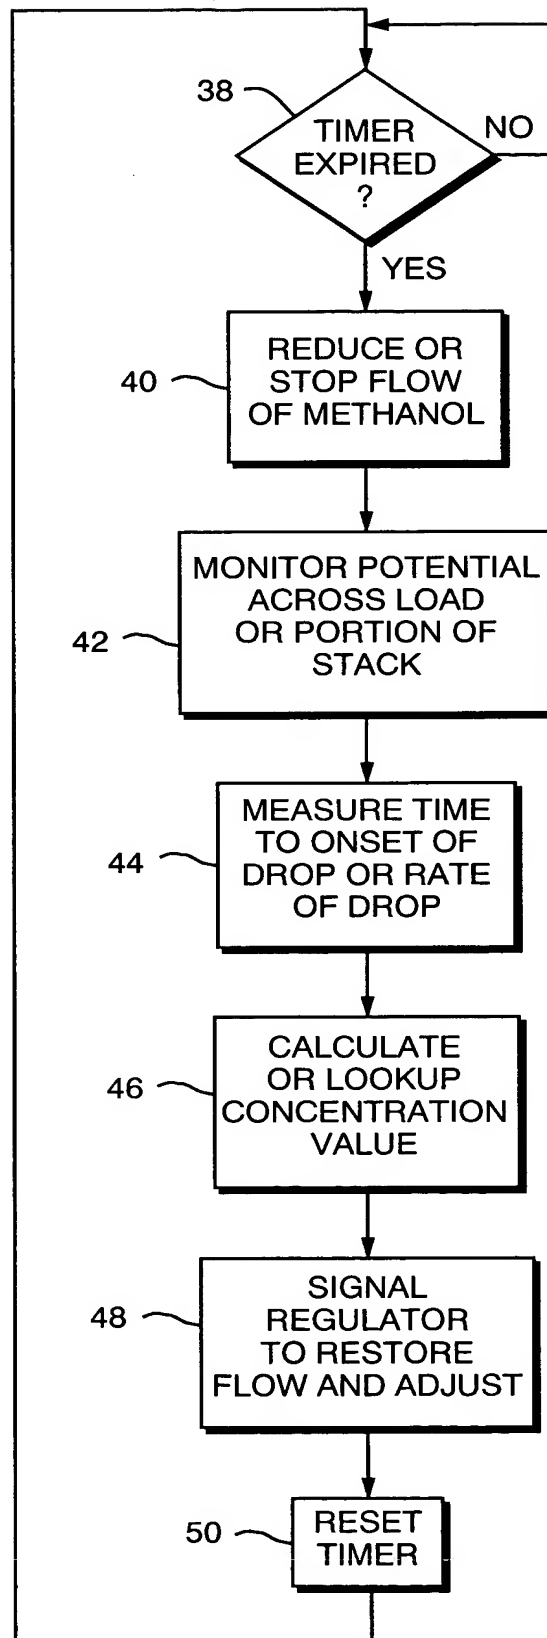 38
TIMER
EXPIRED
?
NO
YES
40
REDUCE OR
STOP FLOW
OF METHANOL
42
MONITOR POTENTIAL
ACROSS LOAD
OR PORTION OF
STACK
44
MEASURE TIME
TO ONSET OF
DROP OR RATE
OF DROP
46
CALCULATE
OR LOOKUP
CONCENTRATION
VALUE
48
SIGNAL
REGULATOR
TO RESTORE
FLOW AND ADJUST
50
RESET
TIMER